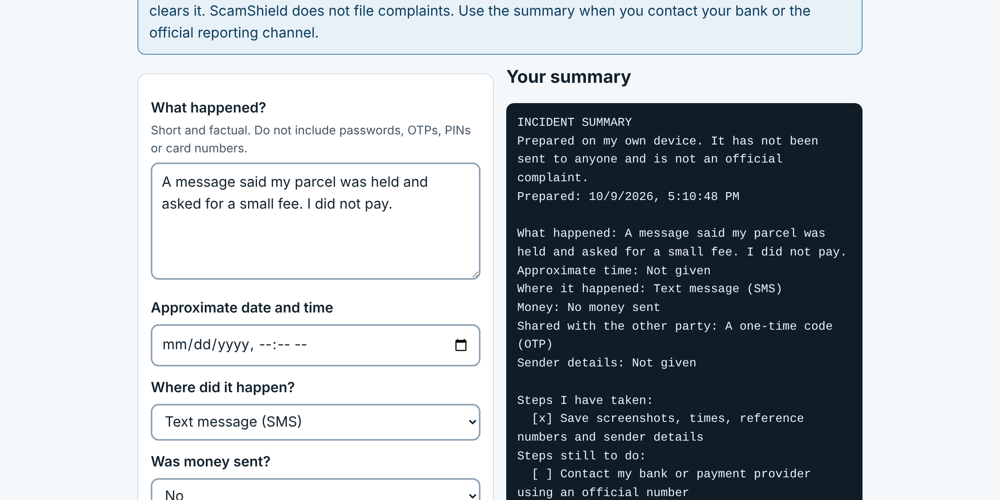 clears it. ScamShield does not file complaints. Use the summary when you contact your bank or the
official reporting channel.
What happened?
Short and factual. Do not include passwords, OTPs, PINs
or card numbers.
A message said my parcel was held and
asked for a small fee. I did not pay.
Approximate date and time
mm/dd/yyyy, --:-- --
Where did it happen?
Text message (SMS)
Was money sent?
No
Your summary
INCIDENT SUMMARY
Prepared on my own device. It has not been
sent to anyone and is not an official
complaint.
Prepared: 10/9/2026, 5:10:48 PM
What happened: A message said my parcel was
held and asked for a small fee. I did not pay.
Approximate time: Not given
Where it happened: Text message (SMS)
Money: No money sent
Shared with the other party: A one-time code
(OTP)
Sender details: Not given
Steps I have taken:
[x] Save screenshots, times, reference
numbers and sender details
Steps still to do:
[ ] Contact my bank or payment provider
using an official number